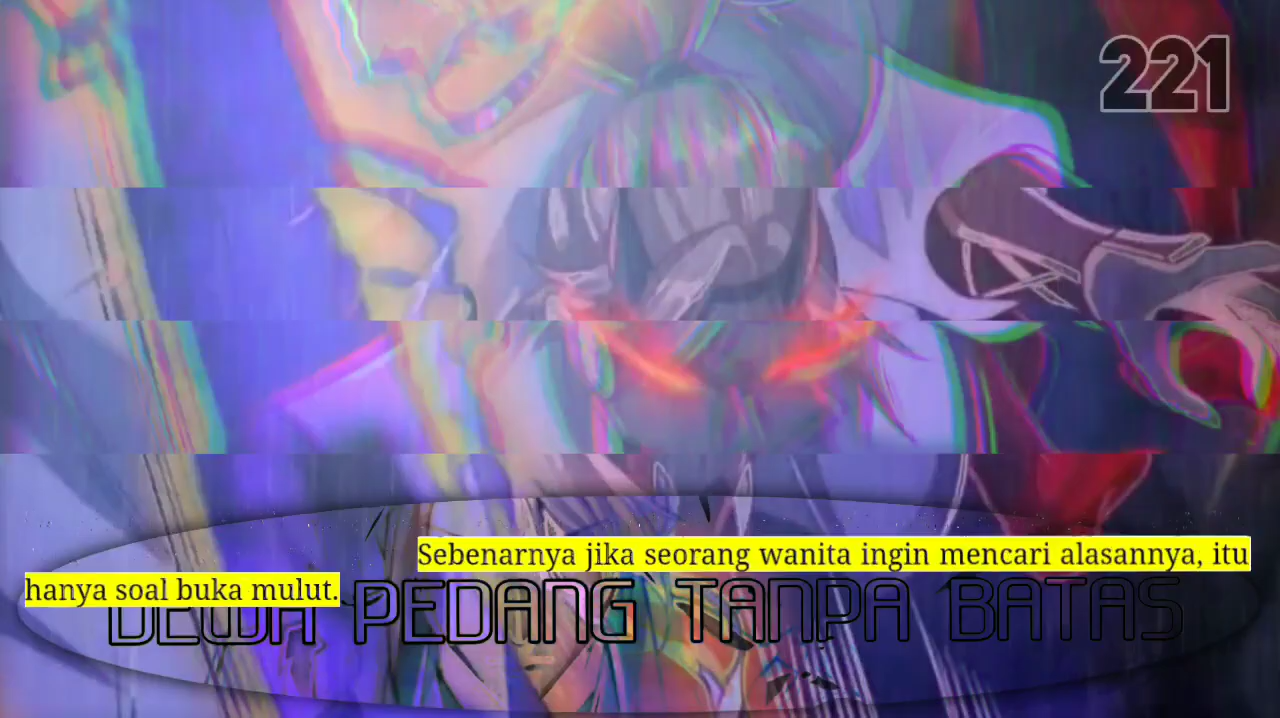 221
Sebenarnya jika seorang wanita ingin mencari alasannya, itu
hanya soal buka mulut.
DEWA PEDANG TANPA BATAS